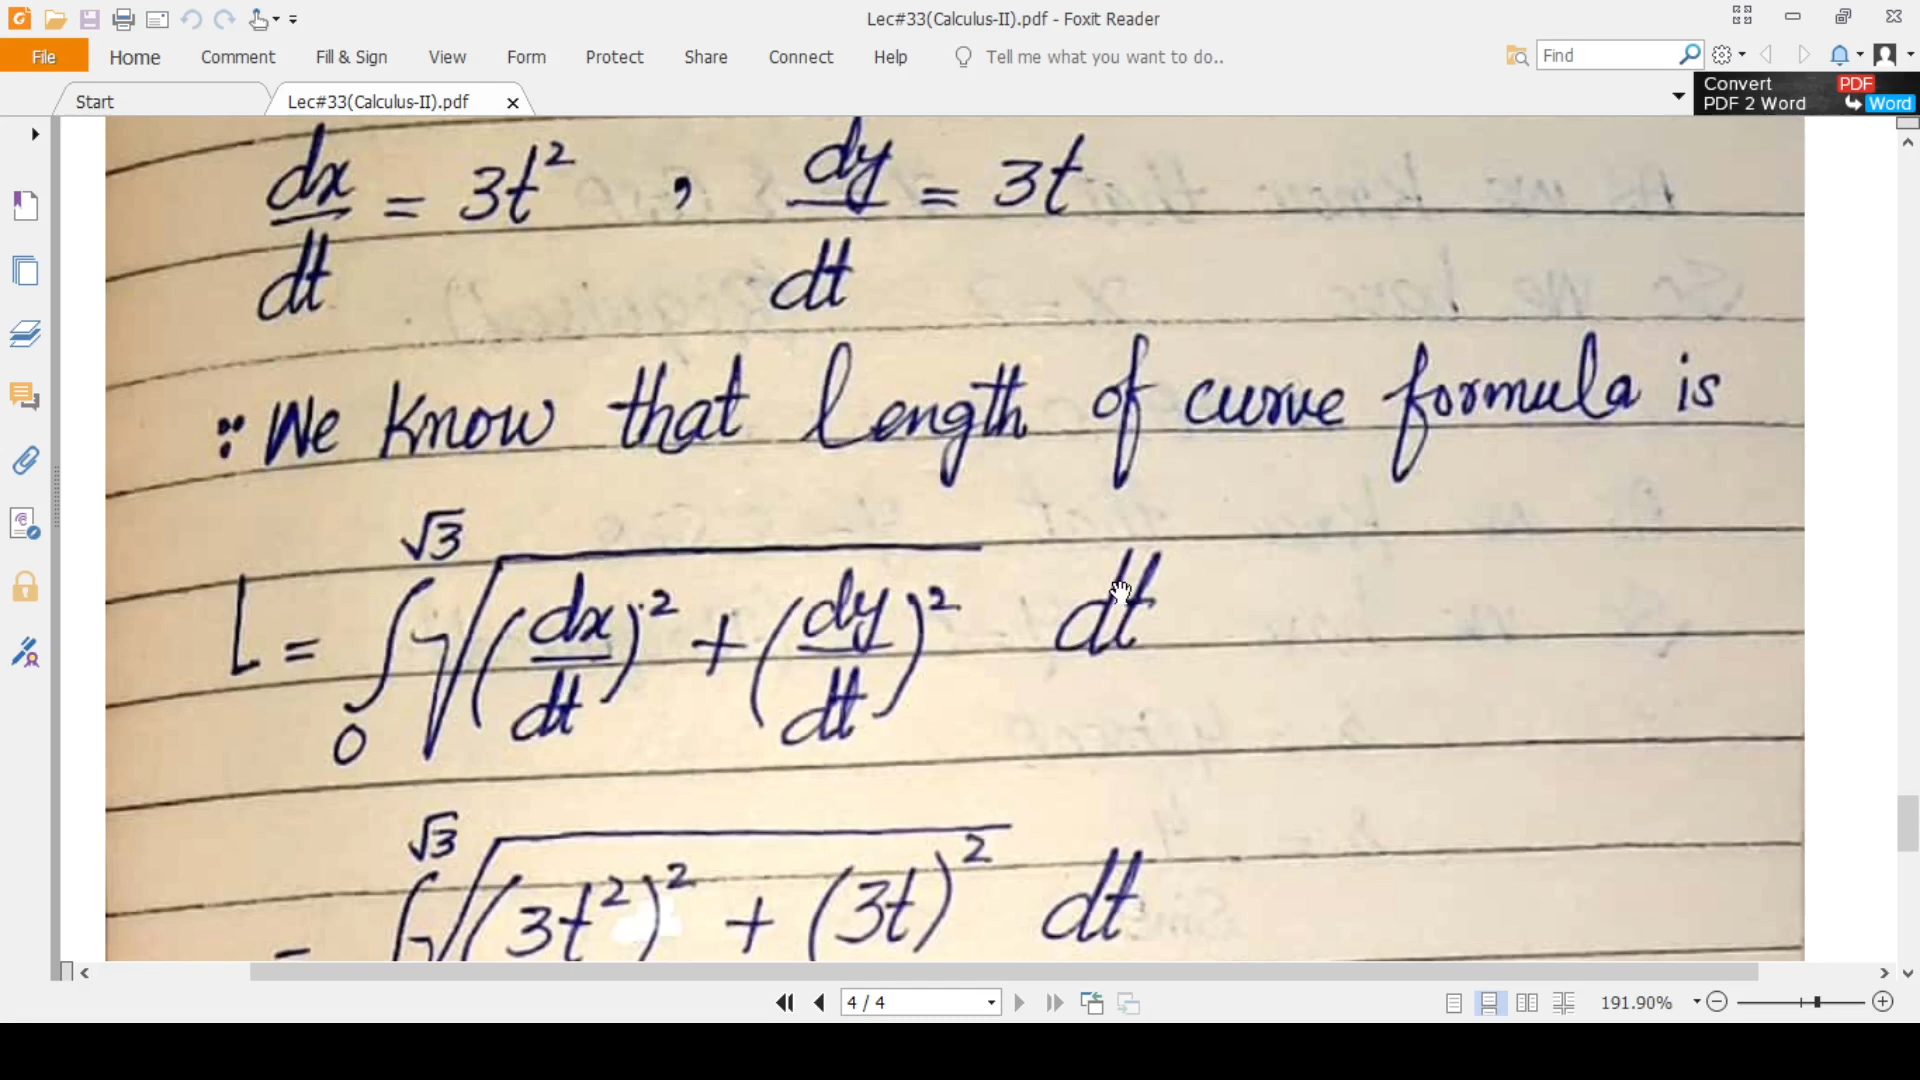 Lec#33(Calculus-II).pdf - Foxit Reader
File Home Comment Fill & Sign View Form Protect Share Connect Help Tell me what you want to do.. Find
Start Lec#33(Calculus-II).pdf
Convert PDF
PDF 2 Word Word
dx/dt = 3t² , dy/dt = 3t
∵ We know that length of curve formula is
L = ∫₀^√3 √((dx/dt)² + (dy/dt)²) dt
= ∫^√3 √((3t²)² + (3t)²) dt
4 / 4 191.90%